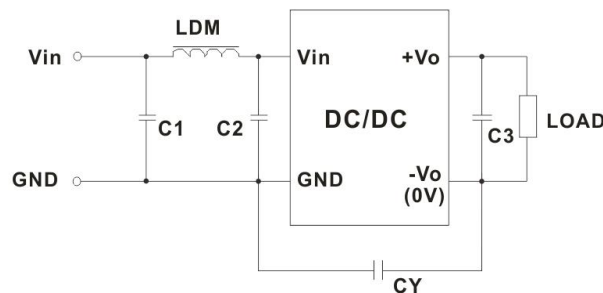 LDM
Vin
Vin
+Vo
C1
C2
DC/DC
C3
LOAD
GND
GND
-Vo
(0V)
CY